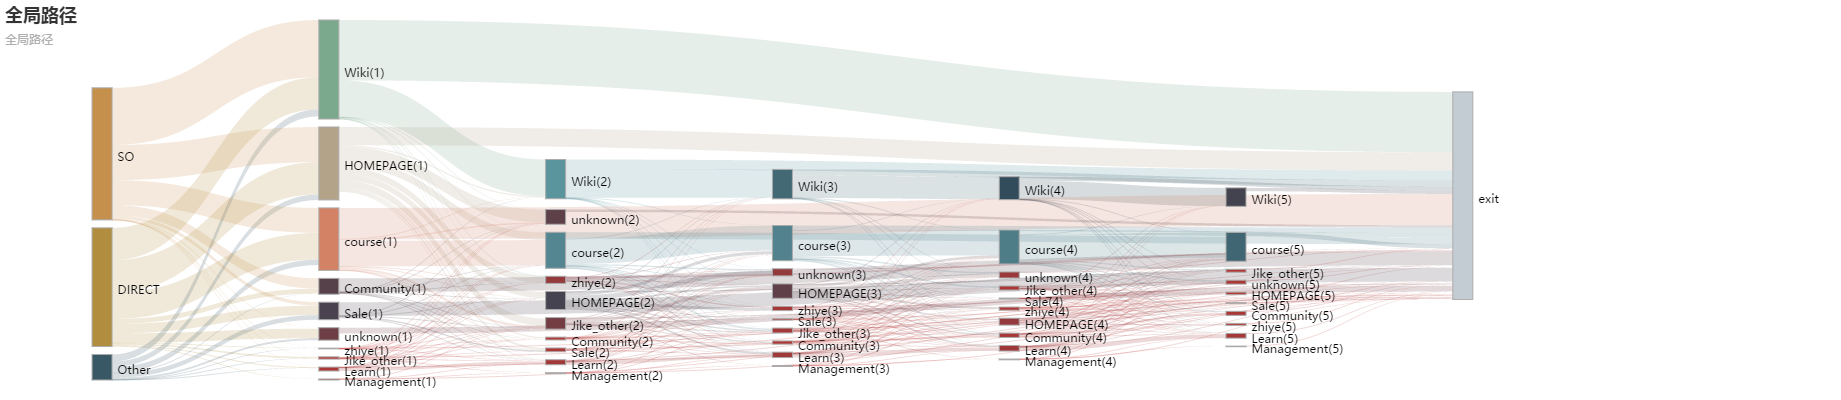 全局路径
全局路径
SO
DIRECT
Other
Wiki(1)
HOMEPAGE(1)
course(1)
Community(1)
Sale(1)
unknown(1)
zhiye(1)
Jike_other(1)
Learn(1)
Management(1)
Wiki(2)
unknown(2)
course(2)
zhiye(2)
HOMEPAGE(2)
Jike_other(2)
Community(2)
Sale(2)
Learn(2)
Management(2)
Wiki(3)
course(3)
unknown(3)
HOMEPAGE(3)
zhiye(3)
Sale(3)
Jike_other(3)
Community(3)
Learn(3)
Management(3)
Wiki(4)
course(4)
unknown(4)
Jike_other(4)
Sale(4)
zhiye(4)
HOMEPAGE(4)
Community(4)
Learn(4)
Management(4)
Wiki(5)
course(5)
Jike_other(5)
unknown(5)
HOMEPAGE(5)
Sale(5)
Community(5)
zhiye(5)
Learn(5)
Management(5)
exit